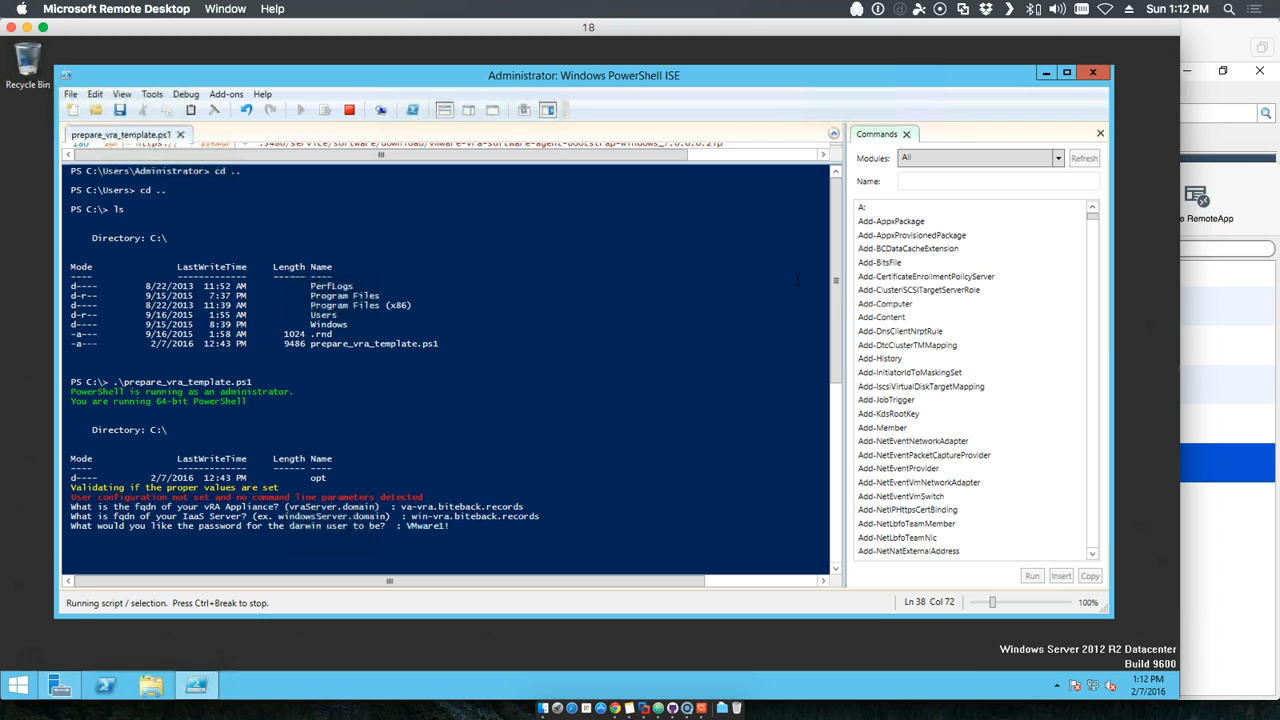 Microsoft Remote Desktop Window Help Sun 1:12 PM
18
Recycle Bin
Administrator: Windows PowerShell ISE
File Edit View Tools Debug Add-ons Help
prepare_vra_template.ps1
PS C:\Users\Administrator> cd ..
PS C:\Users> cd ..
PS C:\> ls
Directory: C:\
Mode LastWriteTime Length Name
---- ------------- ------ ----
d---- 8/22/2013 11:52 AM PerfLogs
d-r-- 9/15/2015 7:37 PM Program Files
d---- 8/22/2013 11:39 AM Program Files (x86)
d-r-- 9/16/2015 1:55 AM Users
d---- 9/15/2015 8:39 PM Windows
-a--- 9/16/2015 1:58 AM 1024 .rnd
-a--- 2/7/2016 12:43 PM 9486 prepare_vra_template.ps1
PS C:\> .\prepare_vra_template.ps1
PowerShell is running as an administrator.
You are running 64-bit PowerShell
Directory: C:\
Mode LastWriteTime Length Name
---- ------------- ------ ----
d---- 2/7/2016 12:43 PM opt
Validating if the proper values are set
User configuration not set and no command line parameters detected
What is the fqdn of your vRA Appliance? (vraServer.domain) : va-vra.biteback.records
What is fqdn of your IaaS Server? (ex. windowsServer.domain) : win-vra.biteback.records
What would you like the password for the darwin user to be? : VMware1!
Running script / selection. Press Ctrl+Break to stop.
Ln 38 Col 72
100%
Commands
Modules: All Refresh
Name:
A:
Add-AppxPackage
Add-AppxProvisionedPackage
Add-BCDataCacheExtension
Add-BitsFile
Add-CertificateEnrollmentPolicyServer
Add-ClusteriSCSITargetServerRole
Add-Computer
Add-Content
Add-DnsClientNrptRule
Add-DtcClusterTMMapping
Add-History
Add-InitiatorIdToMaskingSet
Add-IscsiVirtualDiskTargetMapping
Add-JobTrigger
Add-KdsRootKey
Add-Member
Add-NetEventNetworkAdapter
Add-NetEventPacketCaptureProvider
Add-NetEventProvider
Add-NetEventVmNetworkAdapter
Add-NetEventVmSwitch
Add-NetIPHttpsCertBinding
Add-NetLbfoTeamMember
Add-NetLbfoTeamNic
Add-NetNatExternalAddress
Run Insert Copy
RemoteApp
Windows Server 2012 R2 Datacenter
Build 9600
1:12 PM
2/7/2016